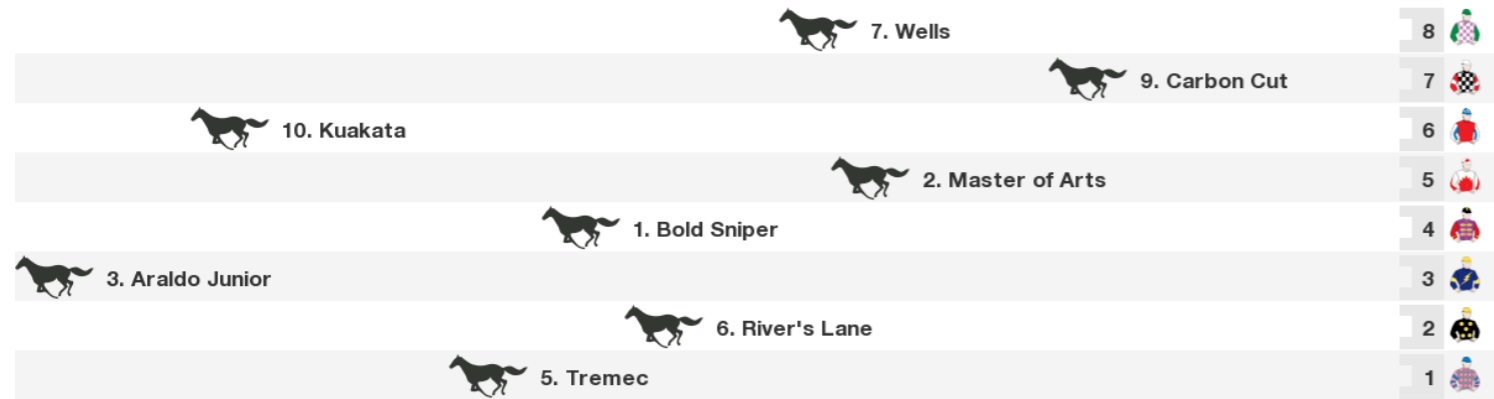 7. Wells 8
9. Carbon Cut 7
10. Kuakata 6
2. Master of Arts 5
1. Bold Sniper 4
3. Araldo Junior 3
6. River's Lane 2
5. Tremec 1